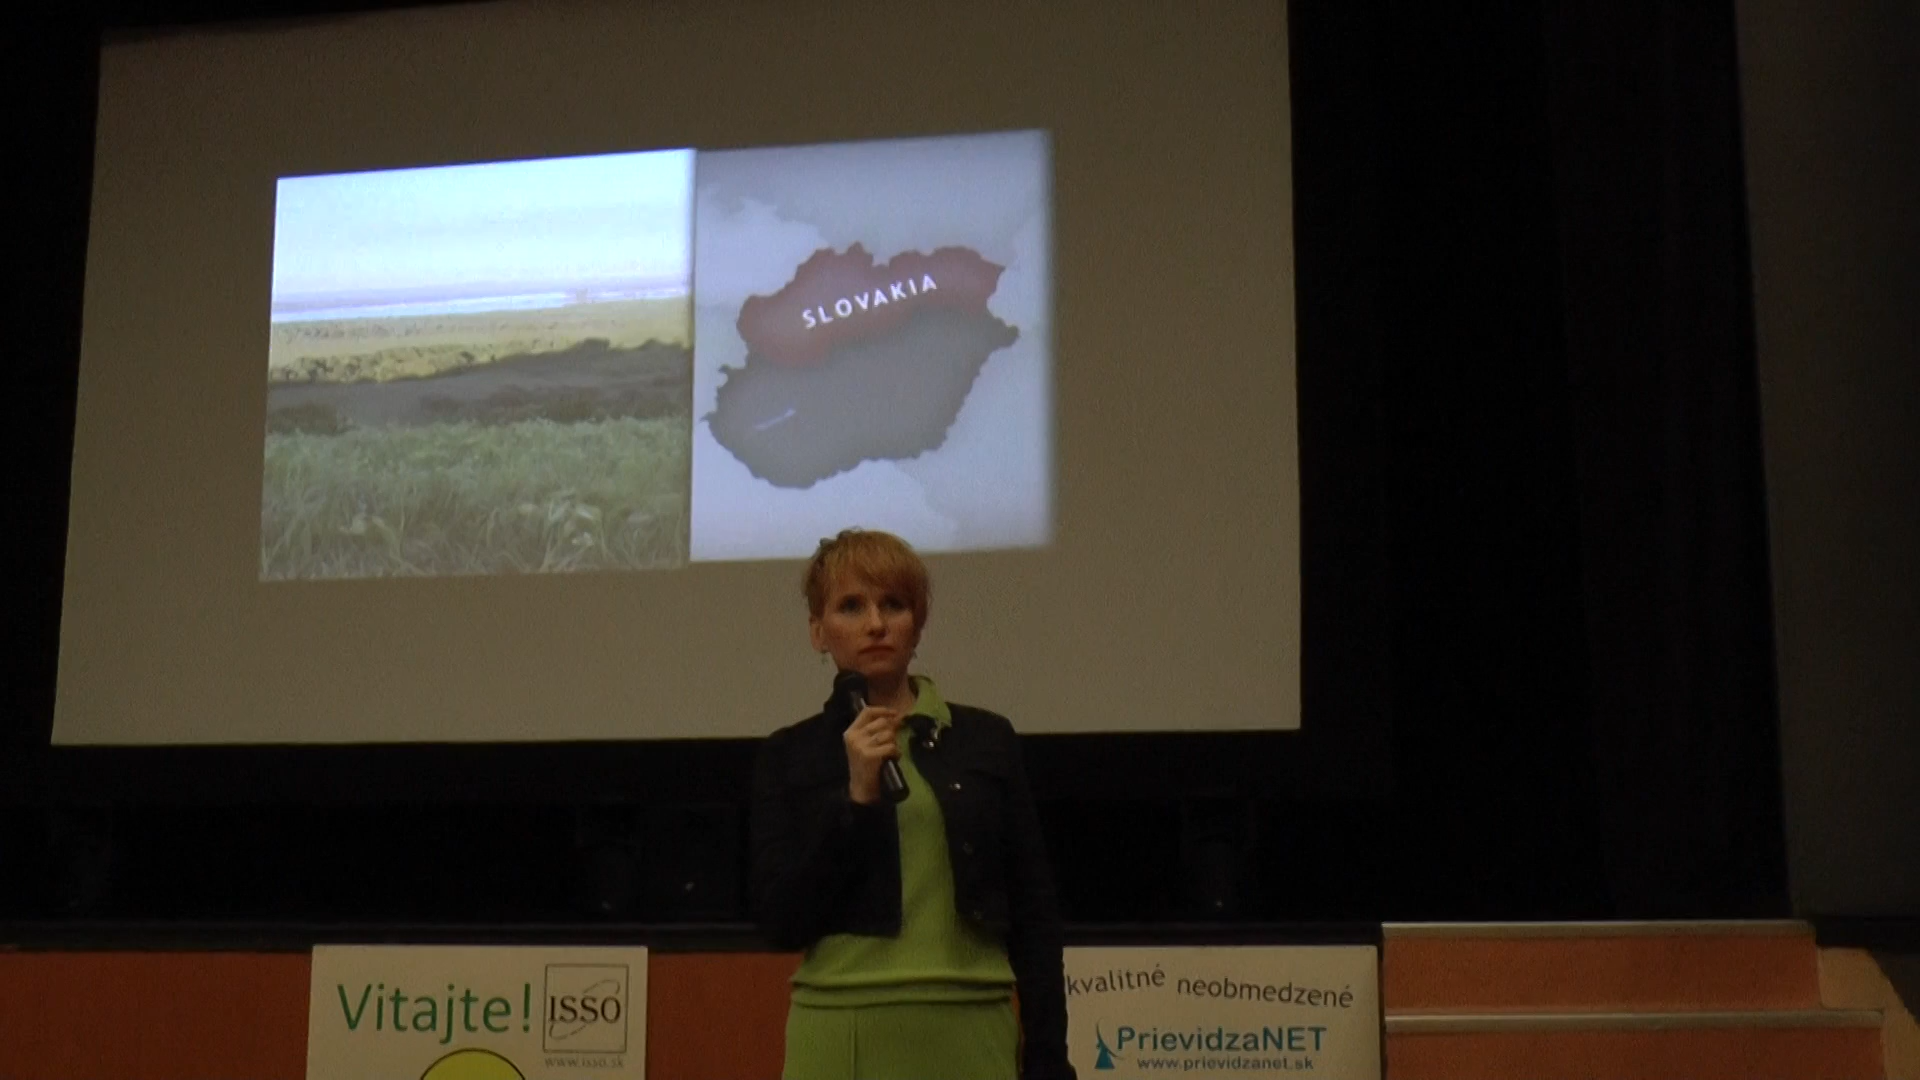 SLOVAKIA
Vitajte!
ISSO
www.isso.sk
kvalitné neobmedzené
PrievidzaNET
www.prievidzanet.sk